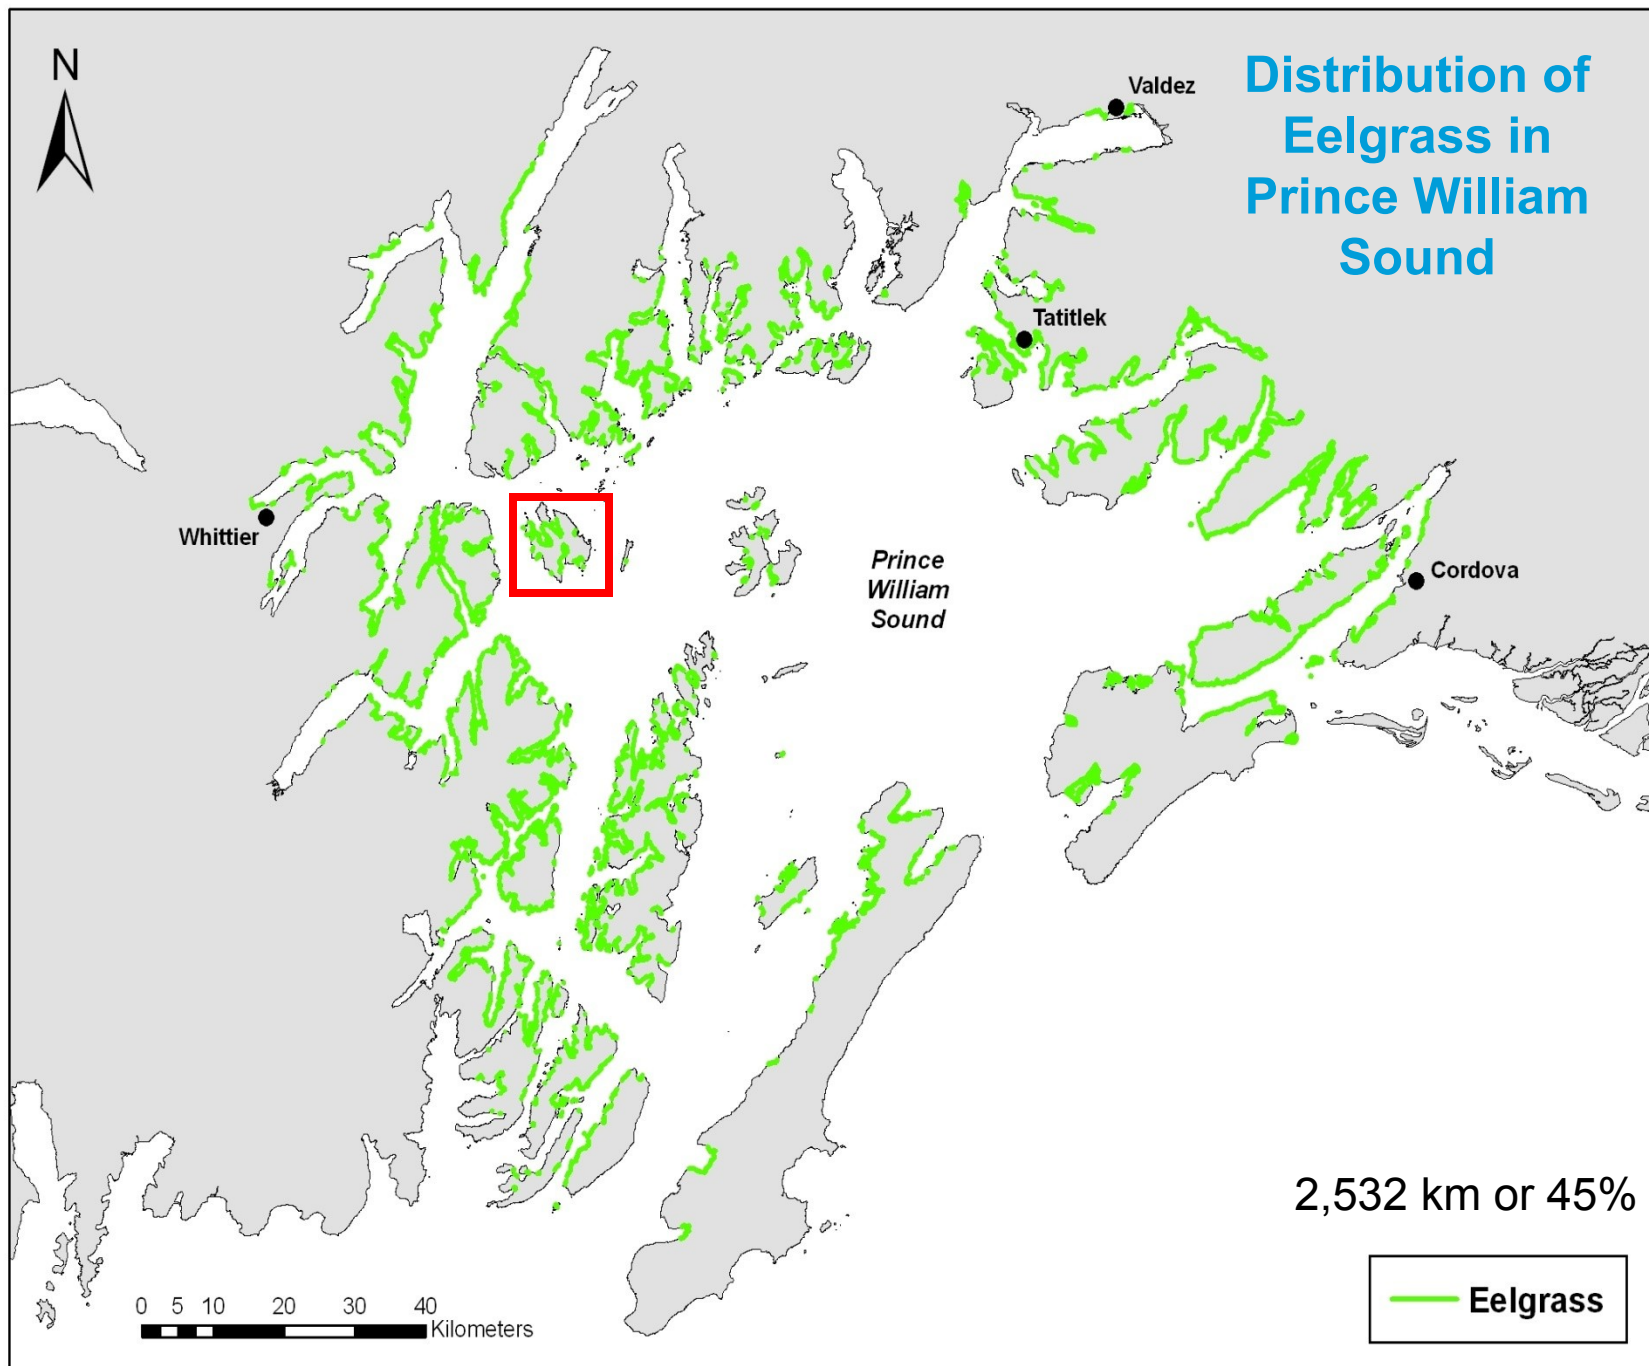 N
Distribution of
Eelgrass in
Prince William
Sound
Valdez
Tatitlek
Whittier
Prince
William
Sound
Cordova
2,532 km or 45%
0 5 10 20 30 40
Kilometers
Eelgrass